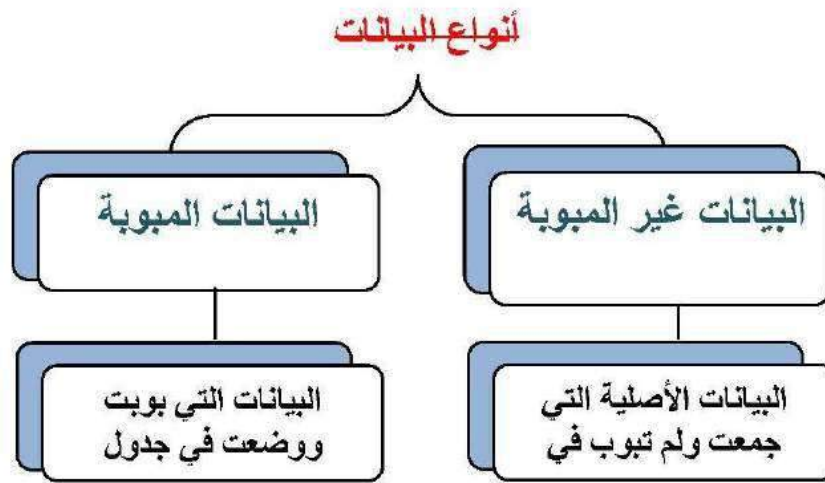 أنواع البيانات
البيانات غير المبوبة
البيانات المبوبة
البيانات الأصلية التي
جمعت ولم تبوب في
البيانات التي بوبت
ووضعت في جدول